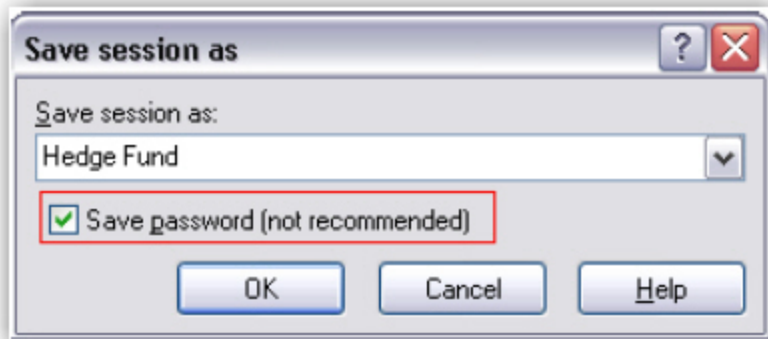 Save session as
Save session as:
Hedge Fund
Save password (not recommended)
OK Cancel Help